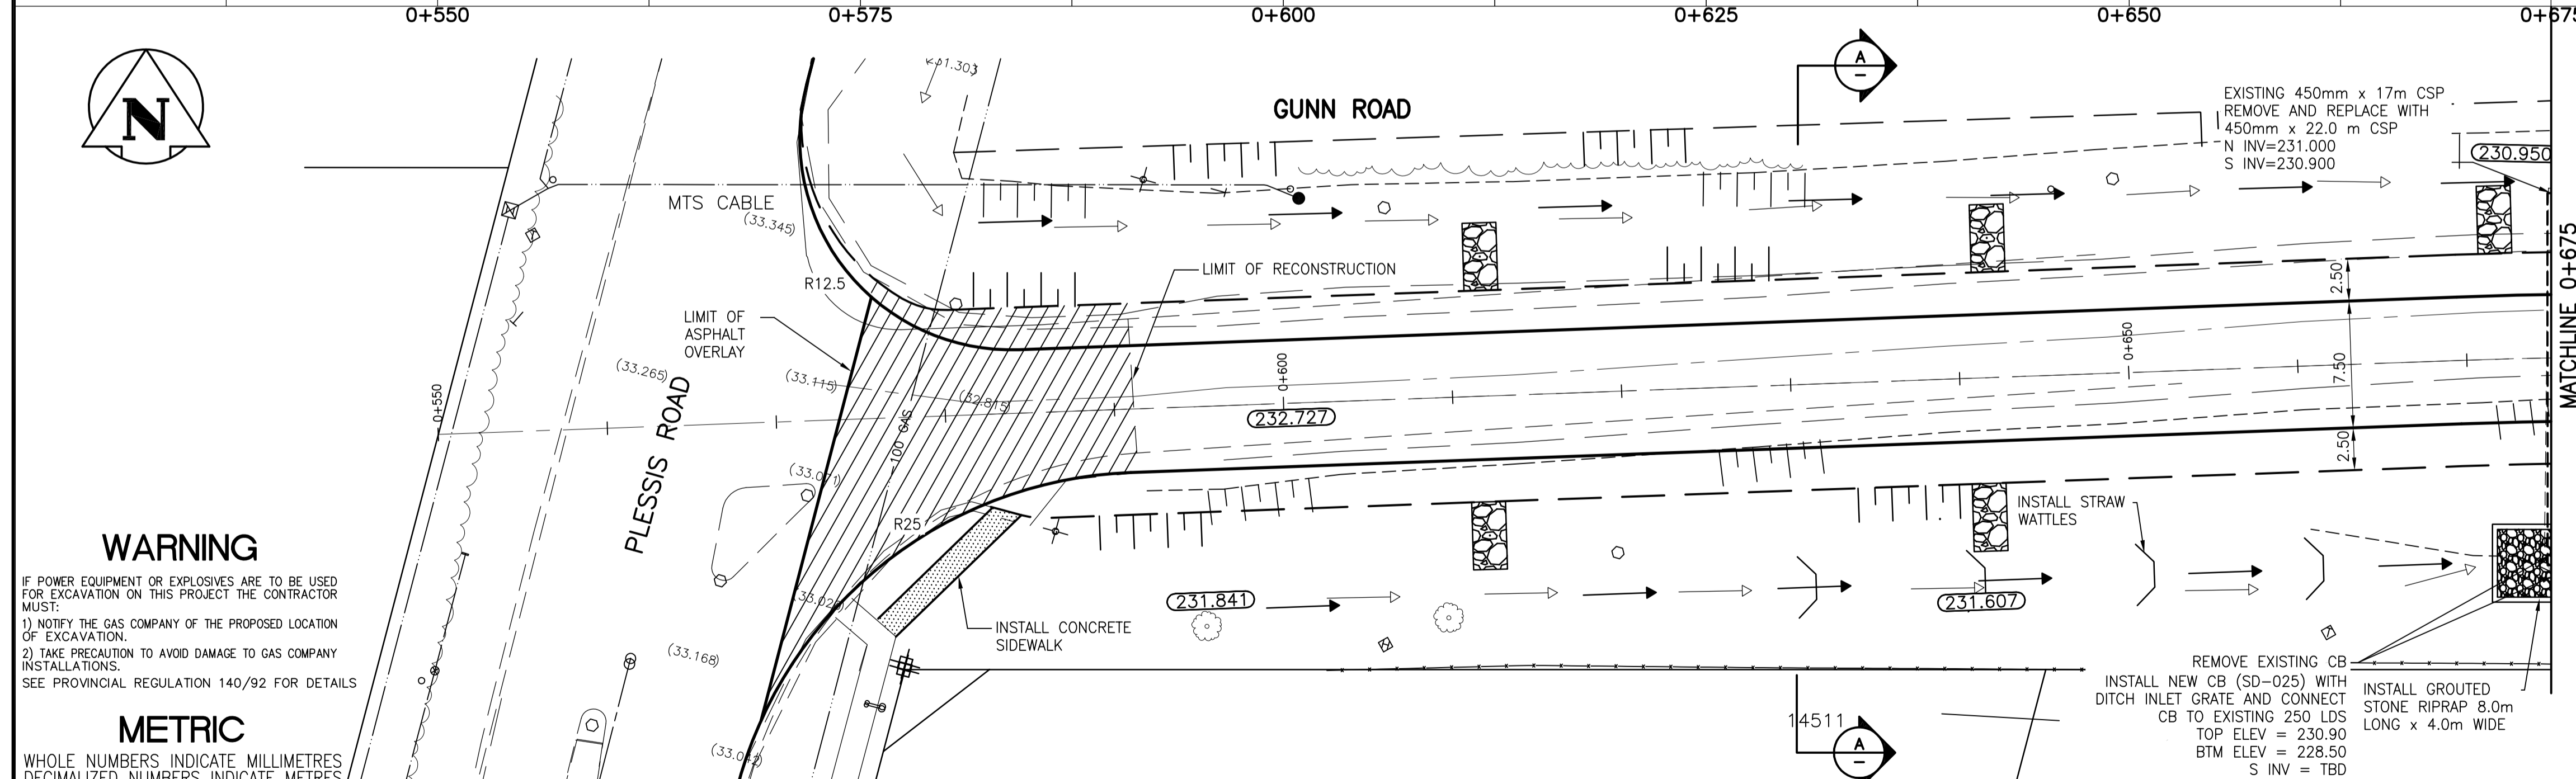 0+550
0+575
0+600
0+625
0+650
N
GUNN ROAD
A
EXISTING 450mm x 17m CSP
REMOVE AND REPLACE WITH
450mm x 22.0 m CSP
N INV=231.000
S INV=230.900
230.950
MTS CABLE
(33.345)
R12.5
LIMIT OF RECONSTRUCTION
LIMIT OF
ASPHALT
OVERLAY
(33.265)
(33.115)
(32.815)
0+550
0+600
0+650
232.727
2.50
7.50
2.50
MATCHLINE 0+675
PLESSIS ROAD
100 GAS
R25
INSTALL STRAW
WATTLES
231.841
231.607
INSTALL CONCRETE
SIDEWALK
(33.168)
14511
A
REMOVE EXISTING CB
INSTALL NEW CB (SD-025) WITH
DITCH INLET GRATE AND CONNECT
CB TO EXISTING 250 LDS
TOP ELEV = 230.90
BTM ELEV = 228.50
S INV = TBD
INSTALL GROUTED
STONE RIPRAP 8.0m
LONG x 4.0m WIDE
WARNING
IF POWER EQUIPMENT OR EXPLOSIVES ARE TO BE USED
FOR EXCAVATION ON THIS PROJECT THE CONTRACTOR
MUST:
1) NOTIFY THE GAS COMPANY OF THE PROPOSED LOCATION
OF EXCAVATION.
2) TAKE PRECAUTION TO AVOID DAMAGE TO GAS COMPANY
INSTALLATIONS.
SEE PROVINCIAL REGULATION 140/92 FOR DETAILS
METRIC
WHOLE NUMBERS INDICATE MILLIMETRES
DECIMALIZED NUMBERS INDICATE METRES